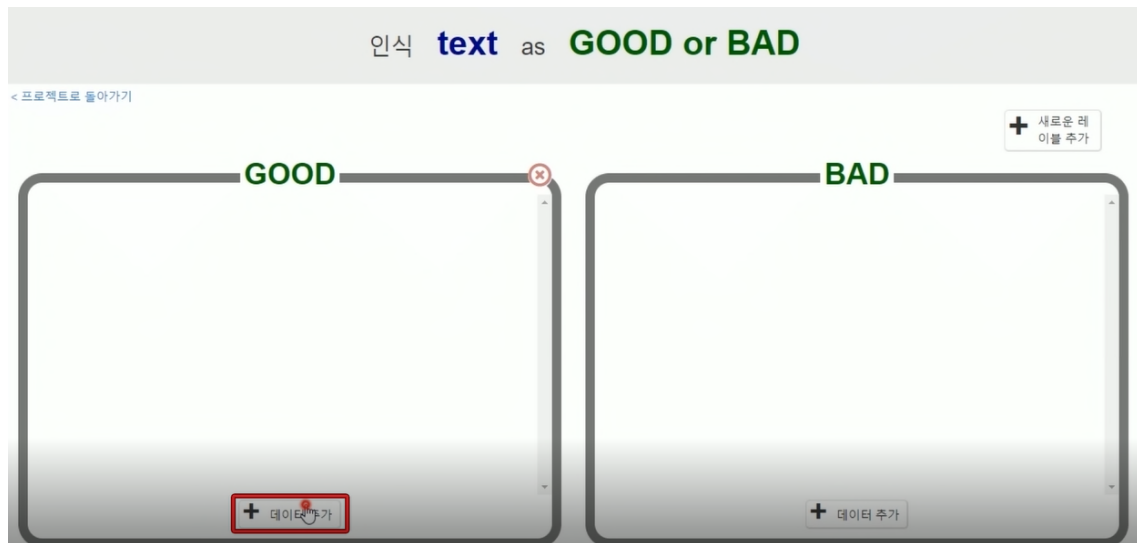 인식 text as GOOD or BAD
< 프로젝트로 돌아가기
+ 새로운 레
이블 추가
GOOD
BAD
+ 데이터 추가
+ 데이터 추가